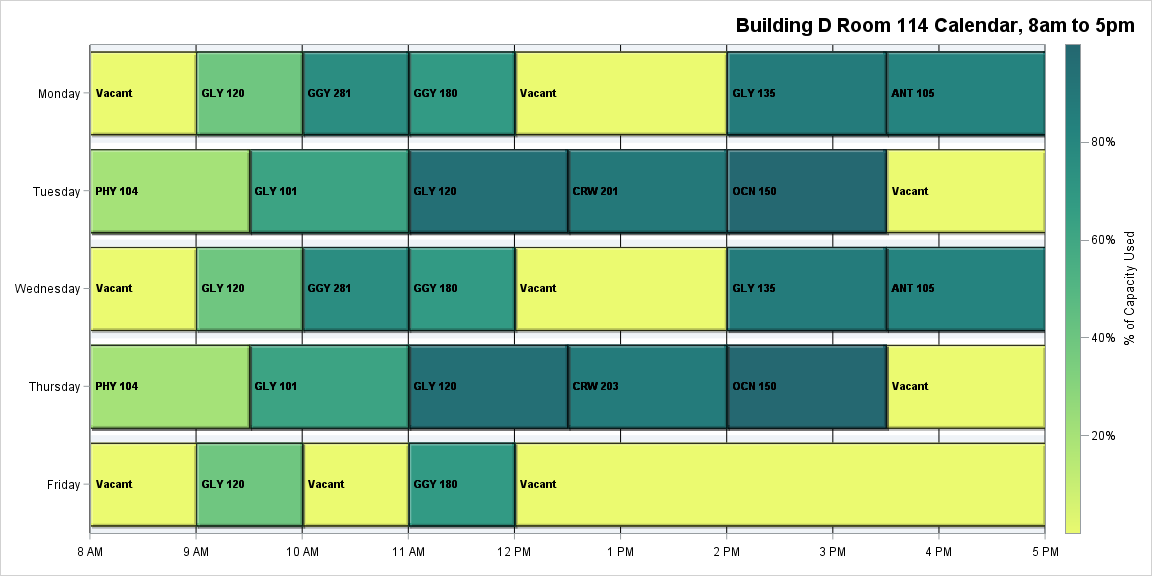 Building D Room 114 Calendar, 8am to 5pm
Monday
Vacant
GLY 120
GGY 281
GGY 180
Vacant
GLY 135
ANT 105
Tuesday
PHY 104
GLY 101
GLY 120
CRW 201
OCN 150
Vacant
Wednesday
Vacant
GLY 120
GGY 281
GGY 180
Vacant
GLY 135
ANT 105
Thursday
PHY 104
GLY 101
GLY 120
CRW 203
OCN 150
Vacant
Friday
Vacant
GLY 120
Vacant
GGY 180
Vacant
8 AM
9 AM
10 AM
11 AM
12 PM
1 PM
2 PM
3 PM
4 PM
5 PM
80%
60%
40%
20%
% of Capacity Used